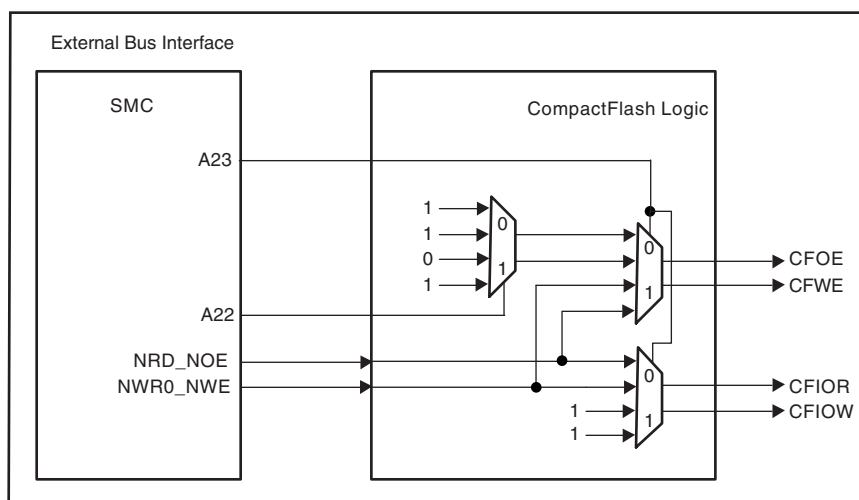 External Bus Interface
SMC
CompactFlash Logic
A23
1
1
0
1
0
1
0
1
CFOE
CFWE
A22
NRD_NOE
NWR0_NWE
1
1
0
1
CFIOR
CFIOW